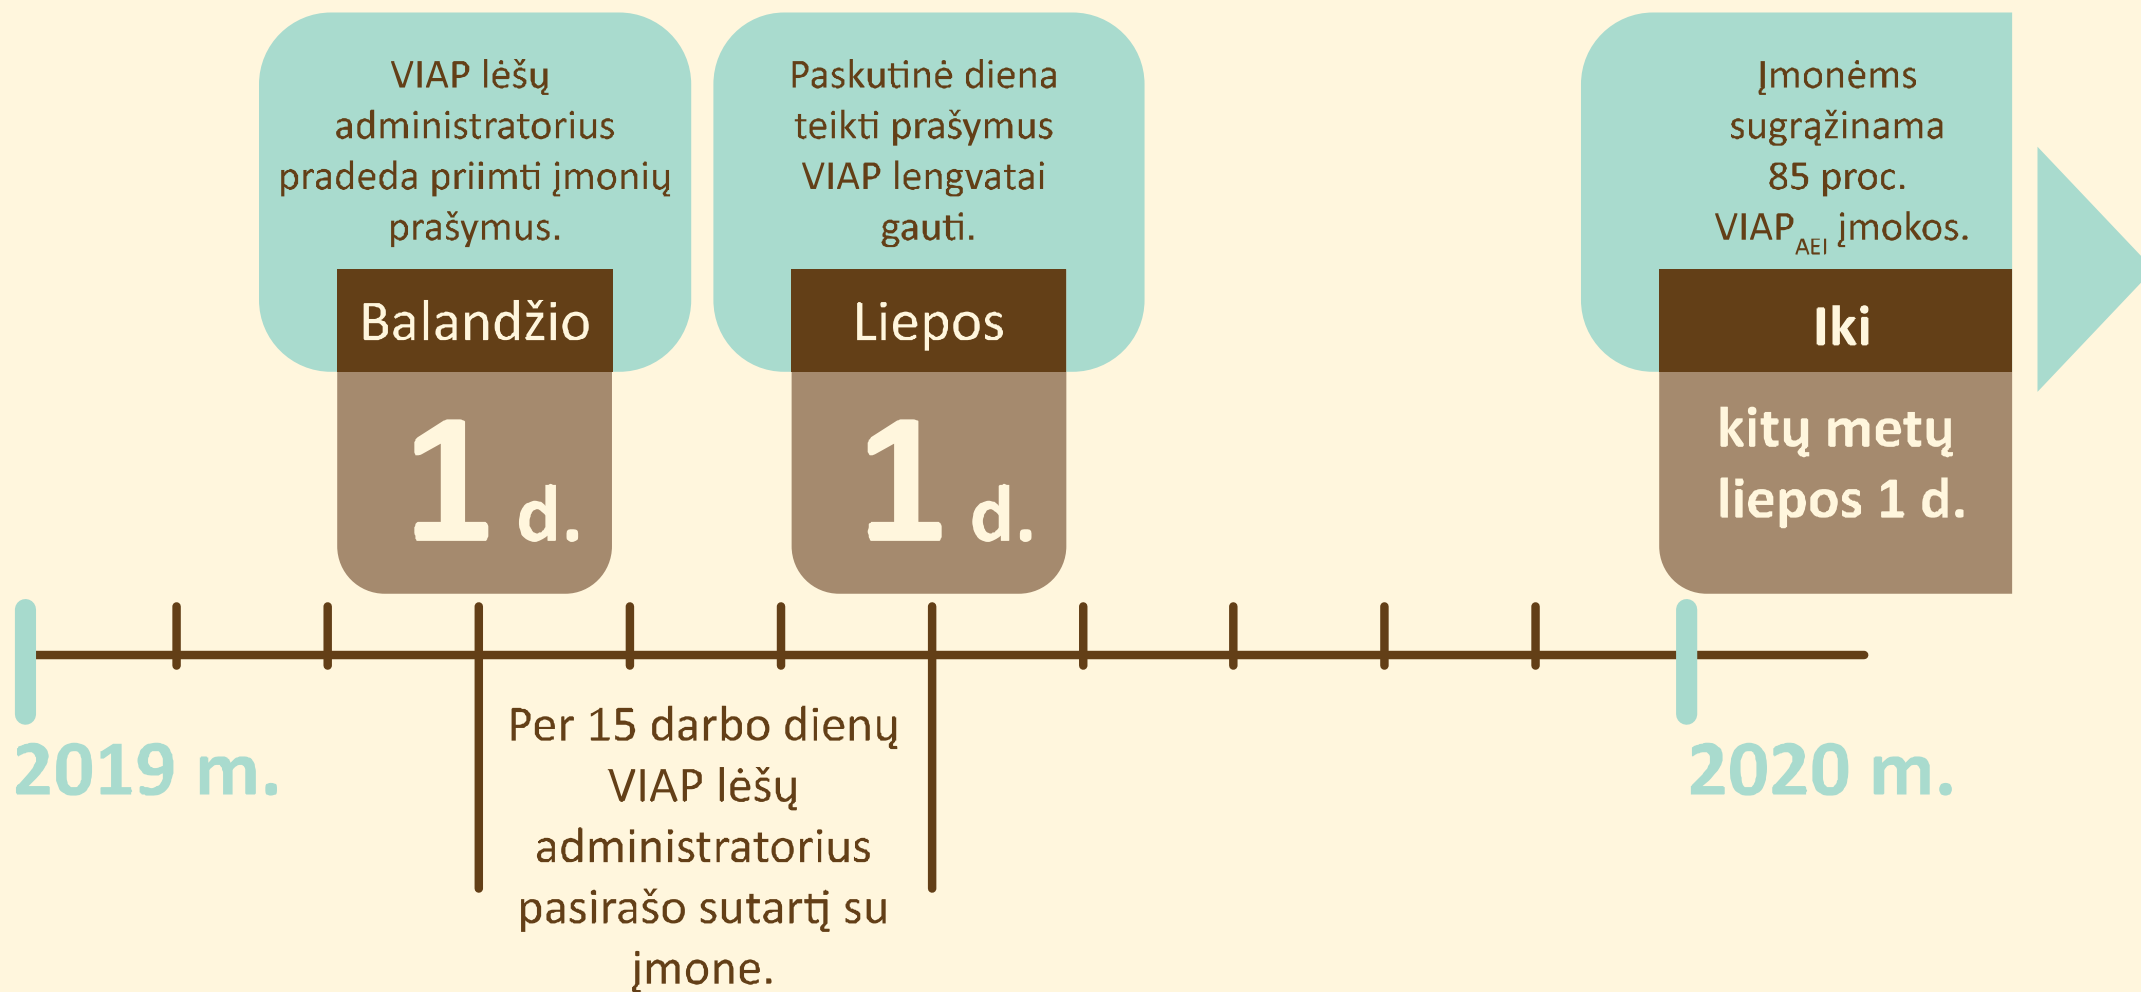 VIAP lėšų
administratorius
pradeda priimti įmonių
prašymus.
Balandžio
1 d.
Paskutinė diena
teikti prašymus
VIAP lengvatai
gauti.
Liepos
1 d.
Įmonėms
sugrąžinama
85 proc.
VIAP AEI įmokos.
Iki
kitų metų
liepos 1 d.
2019 m.
Per 15 darbo dienų
VIAP lėšų
administratorius
pasirašo sutartį su
įmone.
2020 m.